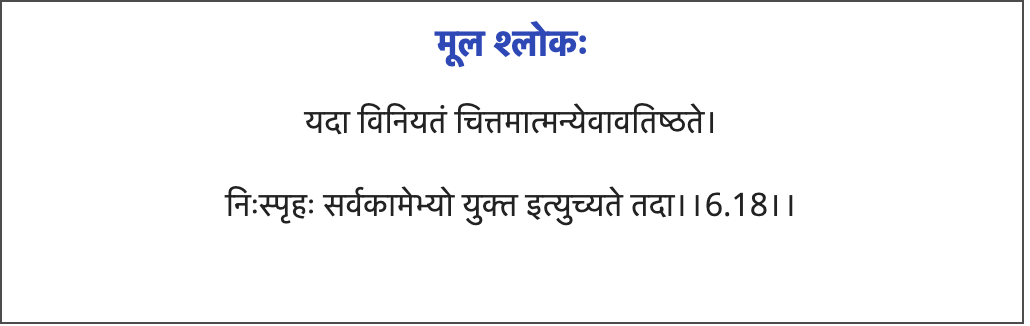 मूल श्लोकः
यदा विनियतं चित्तमात्मन्येवावतिष्ठते।
निःस्पृहः सर्वकामेभ्यो युक्त इत्युच्यते तदा।।6.18।।